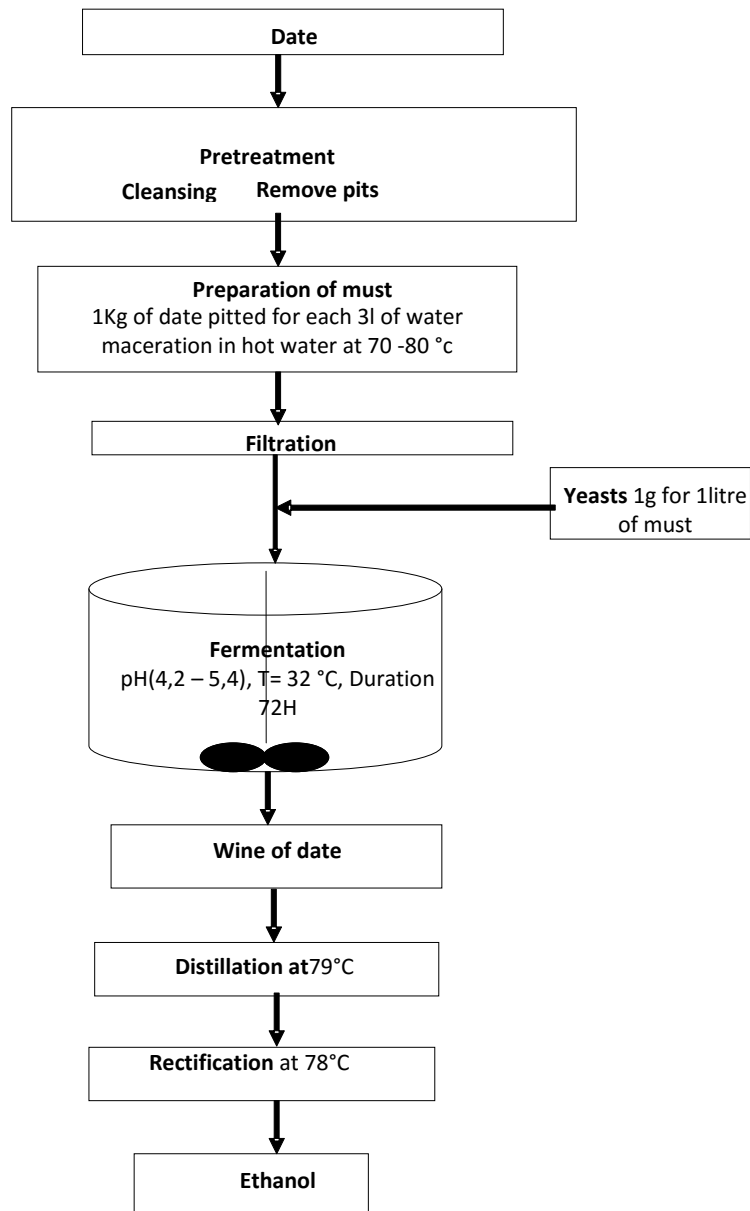 Date
Pretreatment
Cleansing Remove pits
Preparation of must
1Kg of date pitted for each 3l of water
maceration in hot water at 70 -80 °c
Filtration
Yeasts 1g for 1litre
of must
Fermentation
pH(4,2 – 5,4), T= 32 °C, Duration
72H
Wine of date
Distillation at79°C
Rectification at 78°C
Ethanol